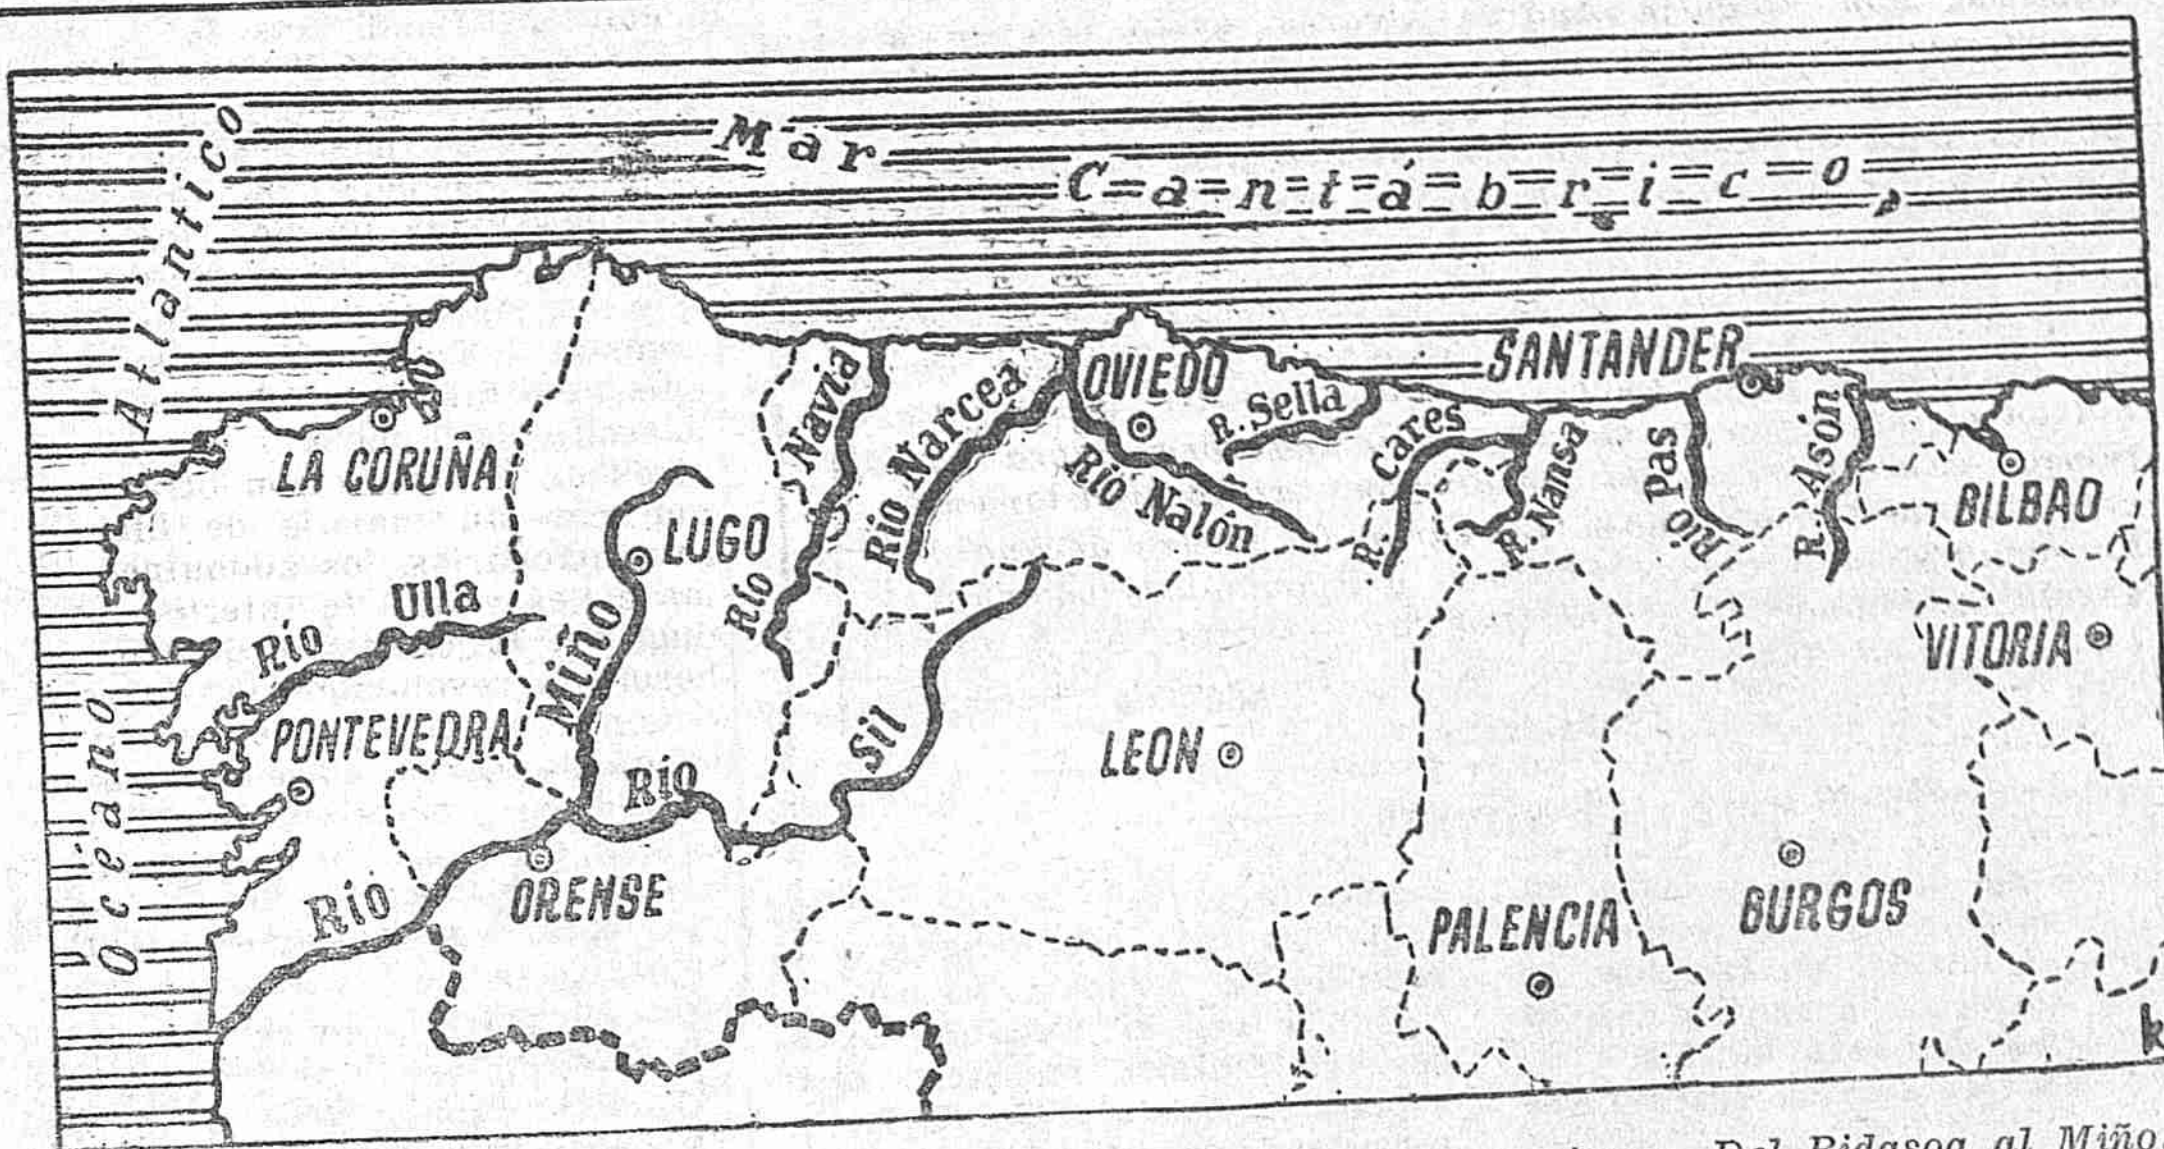 Mar
Cantábrico
Océano Atlántico
LA CORUÑA
LUGO
OVIEDO
SANTANDER
BILBAO
VITORIA
PONTEVEDRA
ORENSE
LEON
PALENCIA
BURGOS
Río Ulla
Río Miño
Río Sil
Río Navia
Río Narcea
Río Nalón
R. Sella
R. Cares
R. Nansa
Río Pas
R. Asón
Del Bidasoa al Miño.